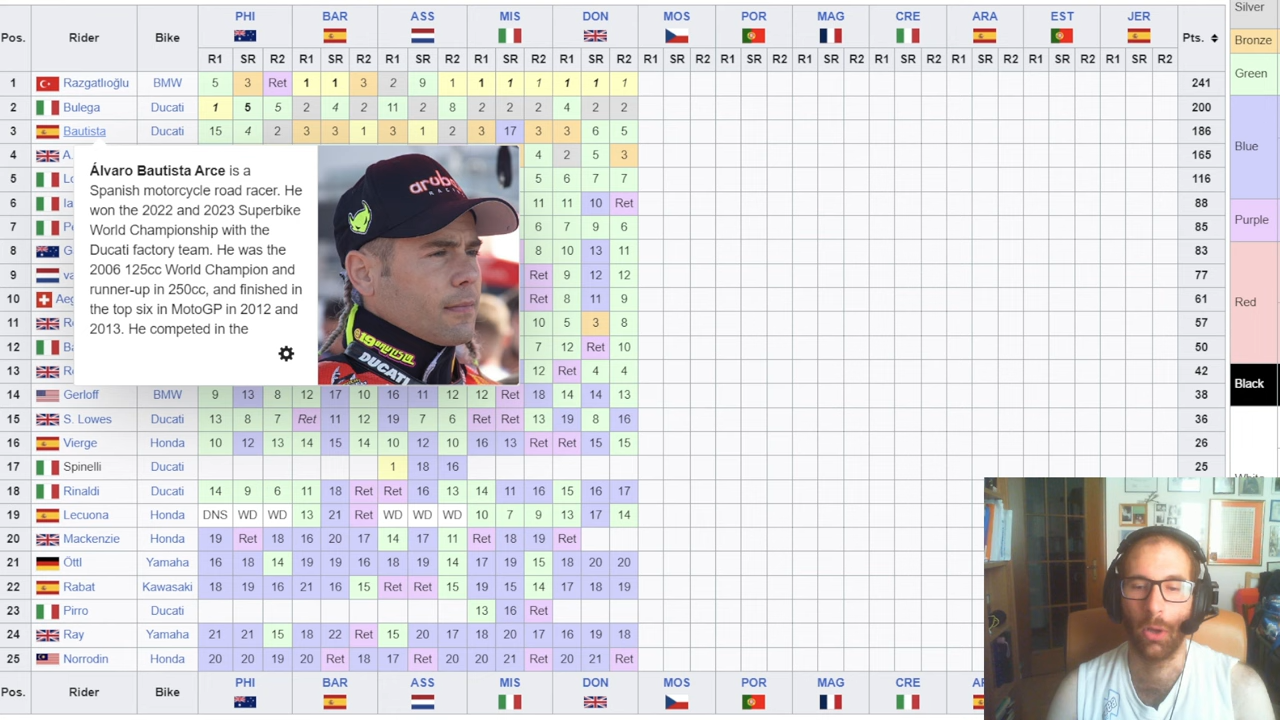 PHI BAR ASS MIS DON MOS POR MAG CRE ARA EST JER
Pos. Rider Bike Pts.
R1 SR R2 R1 SR R2 R1 SR R2 R1 SR R2 R1 SR R2 R1 SR R2 R1 SR R2 R1 SR R2 R1 SR R2 R1 SR R2 R1 SR R2 R1 SR R2
1 Razgatlıoğlu BMW 5 3 Ret 1 1 3 2 9 1 1 1 1 1 1 1 241
2 Bulega Ducati 1 5 5 2 4 2 11 2 8 2 2 2 4 2 2 200
3 Bautista Ducati 15 4 2 3 3 1 3 1 2 3 17 3 3 6 5 186
4 A. 4 2 5 3 165
5 Lo 5 6 7 7 116
6 Ia 11 11 10 Ret 88
7 Pe 6 7 9 6 85
8 G 8 10 13 11 83
9 va Ret 9 12 12 77
10 Aeg Ret 8 11 9 61
11 Re 10 5 3 8 57
12 Ba 7 12 Ret 10 50
13 Re 12 Ret 4 4 42
14 Gerloff BMW 9 13 8 12 17 10 16 11 12 12 Ret 18 14 14 13 38
15 S. Lowes Ducati 13 8 7 Ret 11 12 19 7 6 Ret Ret 13 19 8 16 36
16 Vierge Honda 10 12 13 14 15 14 10 12 10 16 13 Ret Ret 15 15 26
17 Spinelli Ducati 1 18 16 25
18 Rinaldi Ducati 14 9 6 11 18 Ret Ret 16 13 14 11 16 15 16 17
19 Lecuona Honda DNS WD WD 13 21 Ret WD WD WD 10 7 9 13 17 14
20 Mackenzie Honda 19 Ret 18 16 20 17 14 17 11 Ret 18 19 Ret
21 Öttl Yamaha 16 18 14 19 19 16 18 19 14 17 19 15 18 20 20
22 Rabat Kawasaki 18 19 16 21 16 15 Ret Ret 15 19 15 14 17 18 19
23 Pirro Ducati 13 16 Ret
24 Ray Yamaha 21 21 15 18 22 Ret 15 20 17 18 20 17 16 19 18
25 Norrodin Honda 20 20 19 20 Ret 18 17 Ret 20 20 21 Ret 20 21 Ret
Pos. Rider Bike
PHI BAR ASS MIS DON MOS POR MAG CRE
Álvaro Bautista Arce is a
Spanish motorcycle road racer. He
won the 2022 and 2023 Superbike
World Championship with the
Ducati factory team. He was the
2006 125cc World Champion and
runner-up in 250cc, and finished in
the top six in MotoGP in 2012 and
2013. He competed in the
DUCATI
Silver
Bronze
Green
Blue
Purple
Red
Black